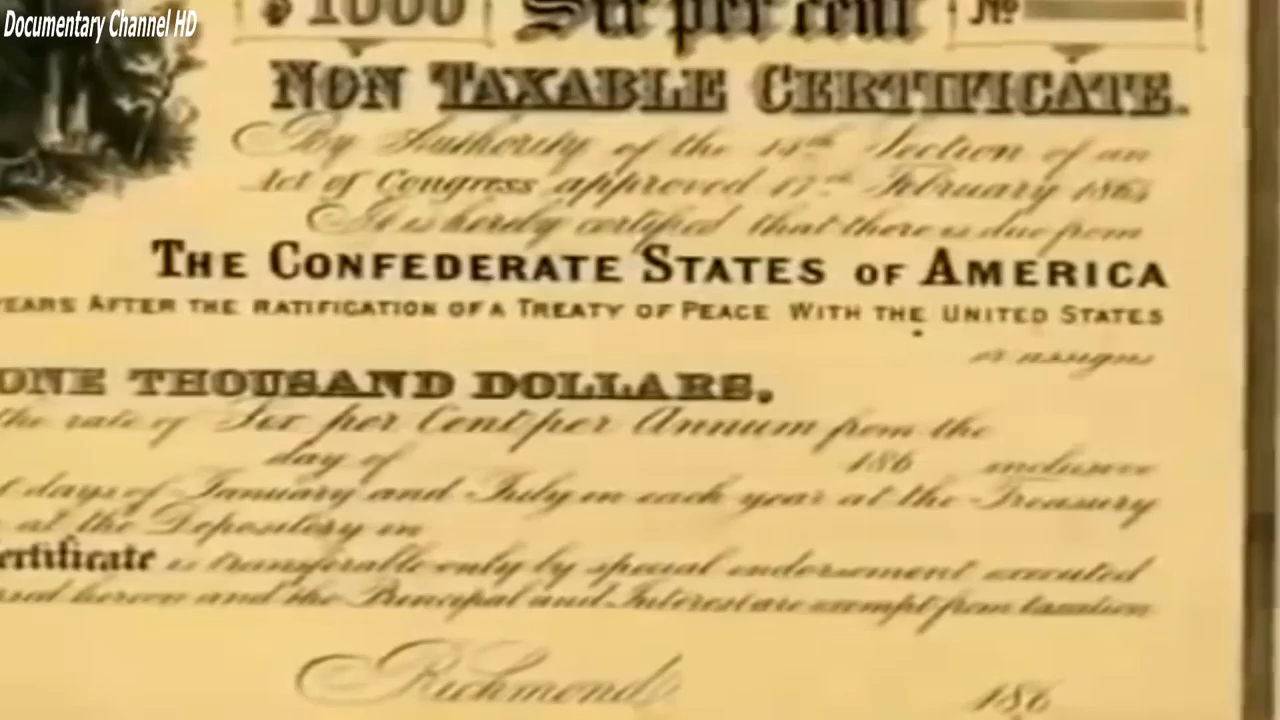 Documentary Channel HD
$ 1000 Six per cent No
NON TAXABLE CERTIFICATE.
By Authority of the 14th Section of an
Act of Congress approved 17th February 1864
It is hereby certified that there is due from
THE CONFEDERATE STATES OF AMERICA
YEARS AFTER THE RATIFICATION OF A TREATY OF PEACE WITH THE UNITED STATES
or assigns
ONE THOUSAND DOLLARS.
the rate of Six per Cent per Annum from the
day of 186 inclusive
t days of January and July in each year at the Treasury
at the Depository in
ertificate is transferable only by special endorsement executed
hereon and the Principal and Interest are exempt from taxation
Richmond 186